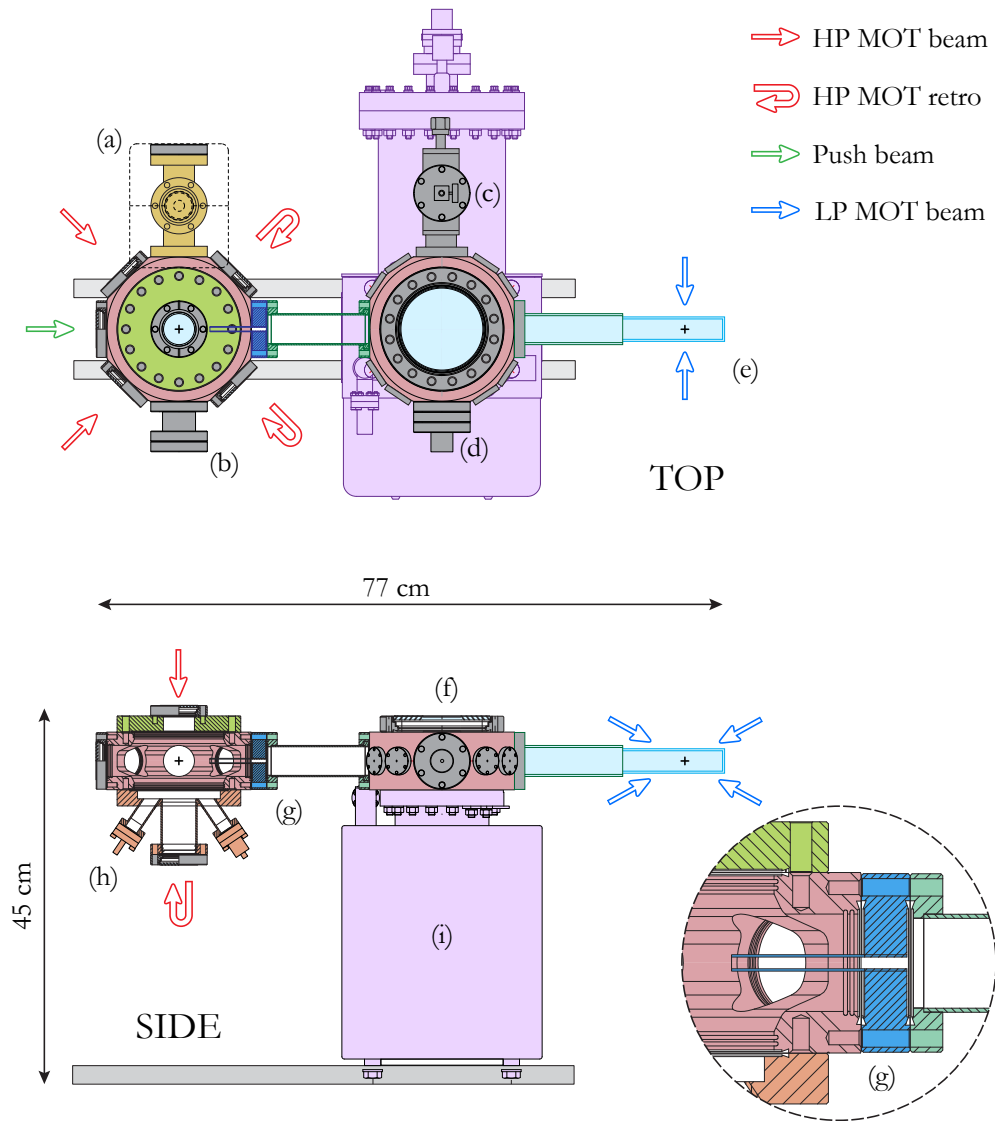 HP MOT beam
HP MOT retro
Push beam
LP MOT beam
(a)
(c)
(e)
(b)
(d)
TOP
77 cm
(f)
(g)
(h)
45 cm
(i)
SIDE
(g)